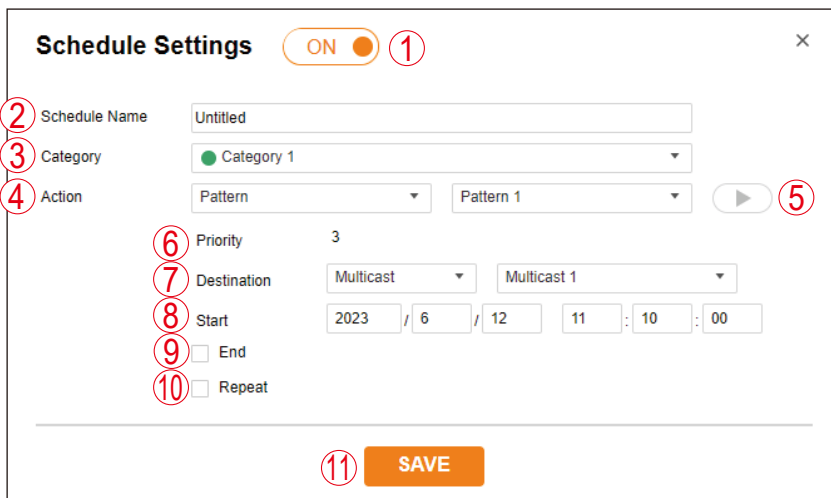 Schedule Settings ON ① ×
② Schedule Name Untitled
③ Category Category 1
④ Action Pattern Pattern 1 ⑤
⑥ Priority 3
⑦ Destination Multicast Multicast 1
⑧ Start 2023 / 6 / 12 11 : 10 : 00
⑨ End
⑩ Repeat
⑪ SAVE